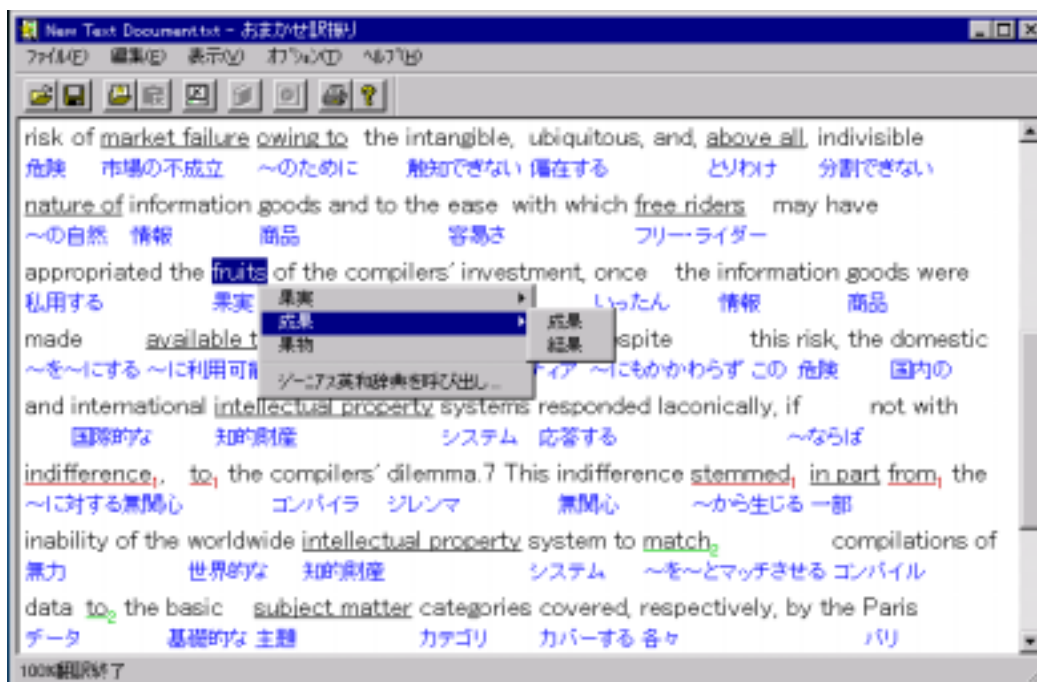 New Text Document.txt - おまかせ訳振り
ファイル(F) 編集(E) 表示(V) オプション(O) ヘルプ(H)
risk of market failure owing to the intangible, ubiquitous, and, above all, indivisible
危険 市場の不成立 ～のために 触知できない 偏在する とりわけ 分割できない
nature of information goods and to the ease with which free riders may have
～の自然 情報 商品 容易さ フリー・ライダー
appropriated the fruits of the compilers' investment, once the information goods were
私用する 果実 いったん 情報 商品
果実
成果
果物
ジーニアス英和辞典を呼び出し...
成果
結果
made available t spite this risk, the domestic
～を～にする ～に利用可能 ティア ～にもかかわらず この 危険 国内の
and international intellectual property systems responded laconically, if not with
国際的な 知的財産 システム 応答する ～ならば
indifference1, to1 the compilers' dilemma.7 This indifference stemmed1 in part from1 the
～に対する無関心 コンパイラ ジレンマ 無関心 ～から生じる 一部
inability of the worldwide intellectual property system to match2 compilations of
無力 世界的な 知的財産 システム ～を～とマッチさせる コンパイル
data to2 the basic subject matter categories covered, respectively, by the Paris
データ 基礎的な 主題 カテゴリ カバーする 各々 パリ
100%翻訳終了